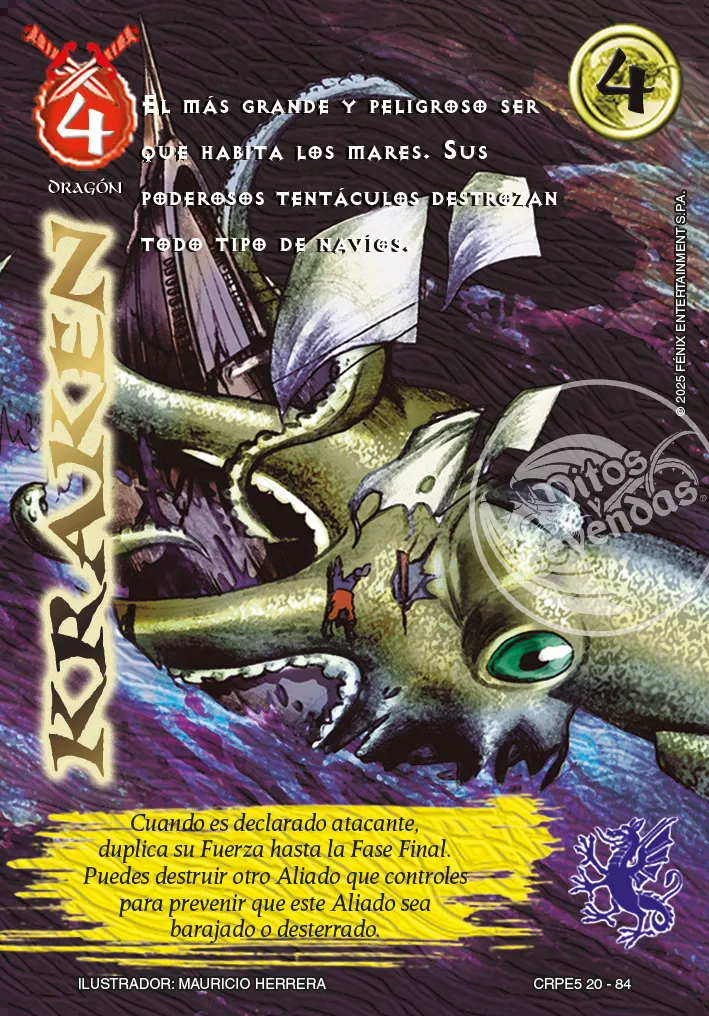 4
4
El más grande y peligroso ser
que habita los mares. Sus
poderosos tentáculos destrozan
todo tipo de navíos.
DRAGÓN
KRAKEN
© 2025 FÉNIX ENTERTAINMENT S.P.A.
Mitos
y
Leyendas
Cuando es declarado atacante,
duplica su Fuerza hasta la Fase Final.
Puedes destruir otro Aliado que controles
para prevenir que este Aliado sea
barajado o desterrado.
ILUSTRADOR: MAURICIO HERRERA
CRPE5 20 - 84